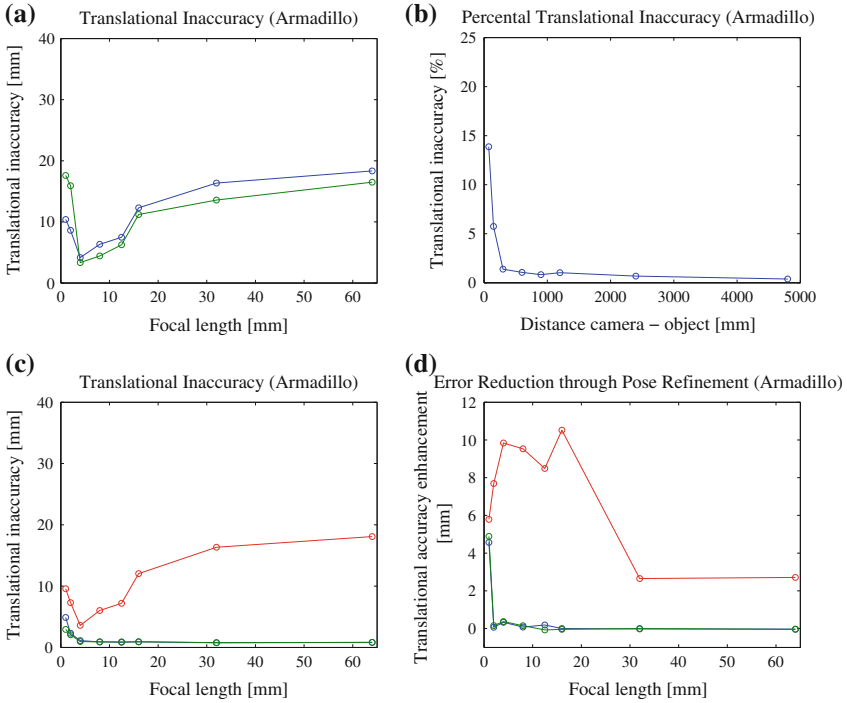 (a)
Translational Inaccuracy (Armadillo)
Translational inaccuracy [mm]
40
30
20
10
0
0 10 20 30 40 50 60
Focal length [mm]
(b)
Percental Translational Inaccuracy (Armadillo)
Translational inaccuracy [%]
25
20
15
10
5
0
0 1000 2000 3000 4000 5000
Distance camera − object [mm]
(c)
Translational Inaccuracy (Armadillo)
Translational inaccuracy [mm]
40
30
20
10
0
0 10 20 30 40 50 60
Focal length [mm]
(d)
Error Reduction through Pose Refinement (Armadillo)
Translational accuracy enhancement
[mm]
12
10
8
6
4
2
0
0 10 20 30 40 50 60
Focal length [mm]